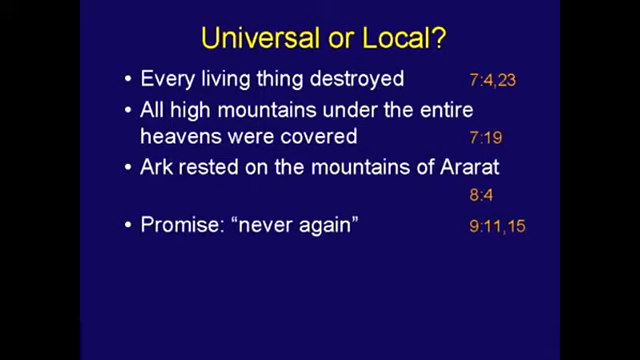 Universal or Local?
• Every living thing destroyed 7:4,23
• All high mountains under the entire
heavens were covered 7:19
• Ark rested on the mountains of Ararat
8:4
• Promise: “never again” 9:11,15